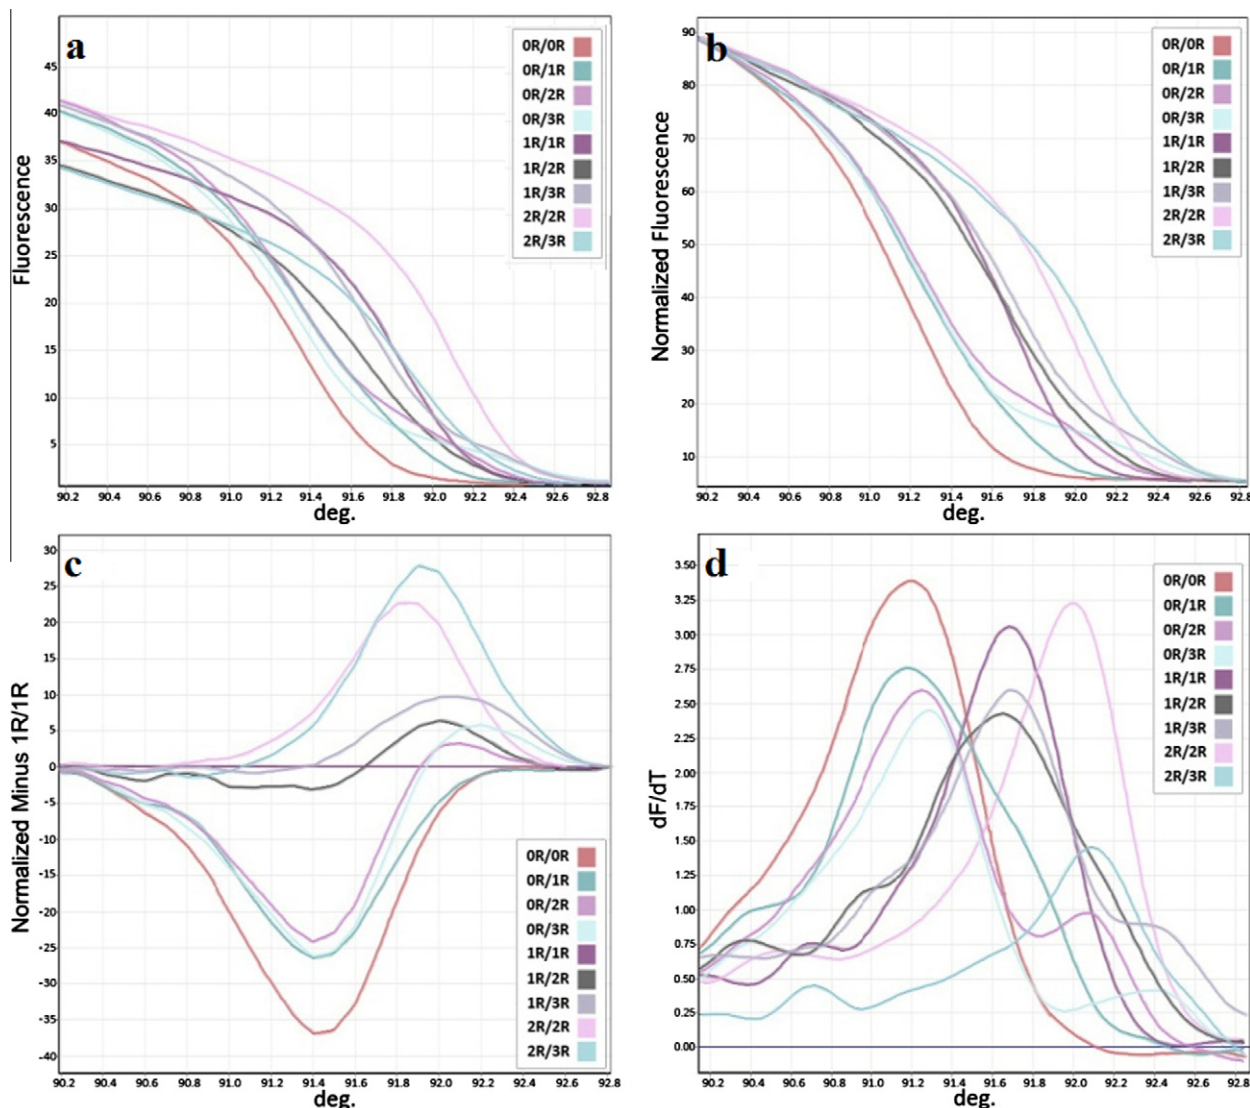 a
Fluorescence
45
40
35
30
25
20
15
10
5
90.2 90.4 90.6 90.8 91.0 91.2 91.4 91.6 91.8 92.0 92.2 92.4 92.6 92.8
deg.
0R/0R
0R/1R
0R/2R
0R/3R
1R/1R
1R/2R
1R/3R
2R/2R
2R/3R
b
Normalized Fluorescence
90
80
70
60
50
40
30
20
10
90.2 90.4 90.6 90.8 91.0 91.2 91.4 91.6 91.8 92.0 92.2 92.4 92.6 92.8
deg.
0R/0R
0R/1R
0R/2R
0R/3R
1R/1R
1R/2R
1R/3R
2R/2R
2R/3R
c
Normalized Minus 1R/1R
30
25
20
15
10
5
0
-5
-10
-15
-20
-25
-30
-35
-40
90.2 90.4 90.6 90.8 91.0 91.2 91.4 91.6 91.8 92.0 92.2 92.4 92.6 92.8
deg.
0R/0R
0R/1R
0R/2R
0R/3R
1R/1R
1R/2R
1R/3R
2R/2R
2R/3R
d
dF/dT
3.50
3.25
3.00
2.75
2.50
2.25
2.00
1.75
1.50
1.25
1.00
0.75
0.50
0.25
0.00
90.2 90.4 90.6 90.8 91.0 91.2 91.4 91.6 91.8 92.0 92.2 92.4 92.6 92.8
deg.
0R/0R
0R/1R
0R/2R
0R/3R
1R/1R
1R/2R
1R/3R
2R/2R
2R/3R